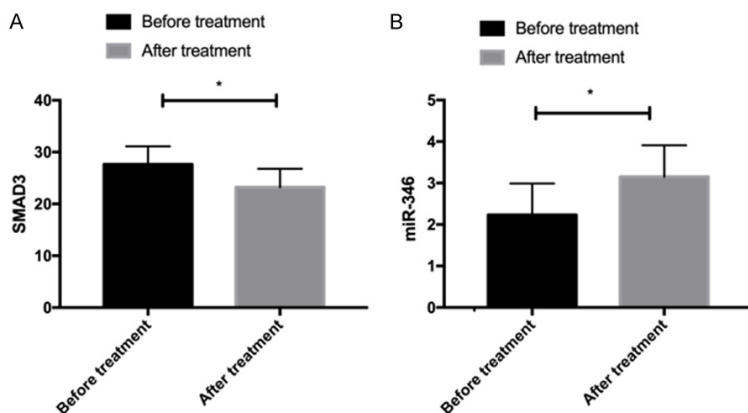 A
Before treatment
After treatment
*
SMAD3
40
30
20
10
0
Before treatment
After treatment
B
Before treatment
After treatment
*
miR-346
5
4
3
2
1
0
Before treatment
After treatment